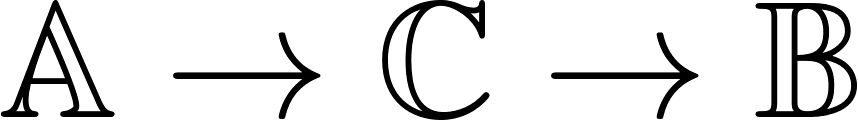 𝔸 → ℂ → 𝔹